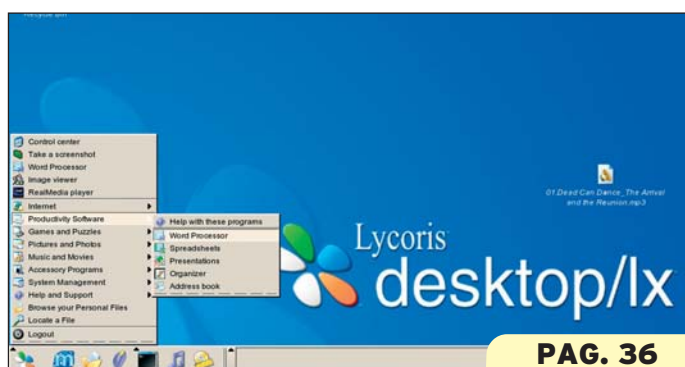 Recycle Bin
Control center
Take a screenshot
Word Processor
Image viewer
RealMedia player
Internet
Productivity Software
Games and Puzzles
Pictures and Photos
Music and Movies
Accessory Programs
System Management
Help and Support
Browse your Personal Files
Locate a File
Logout
Help with these programs
Word Processor
Spreadsheets
Presentations
Organizer
Address book
01.Dead Can Dance_The Arrival
and the Reunion.mp3
Lycoris
desktop/lx
PAG. 36